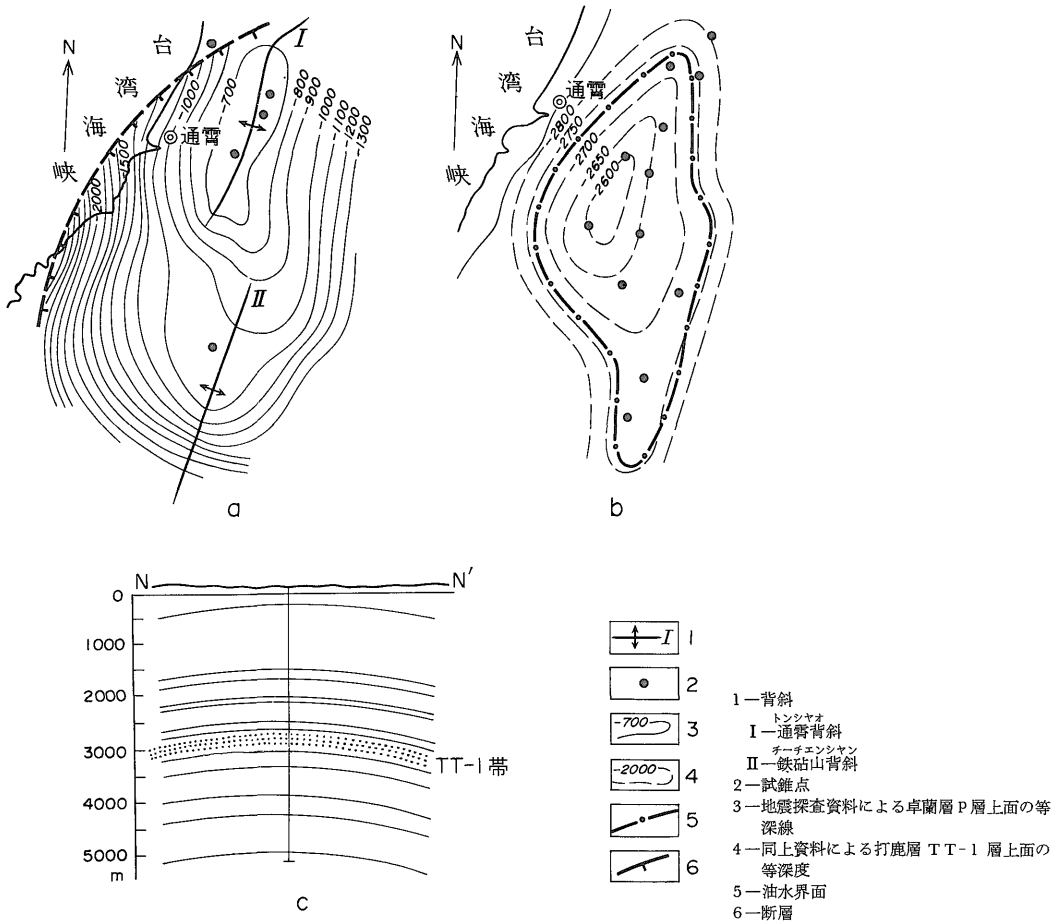 N
台
湾
海
峡
通霄
I
II
-1000
-700
-800
-900
-1000
-1100
-1200
-1300
-1500
-2000
a
N
台
湾
海
峡
通霄
-2800
-2750
-2700
-2650
-2600
b
N
N′
0
1000
2000
3000
4000
5000
m
TT-1帯
c
I 1
2
-700 3
-2000 4
5
6
1—背斜
トンシヤオ
I—通霄背斜
チーチエンシャン
II—鉄砧山背斜
2—試錐点
3—地震探査資料による卓蘭層P層上面の等
深線
4—同上資料による打鹿層TT-1層上面の
等深度
5—油水界面
6—断層